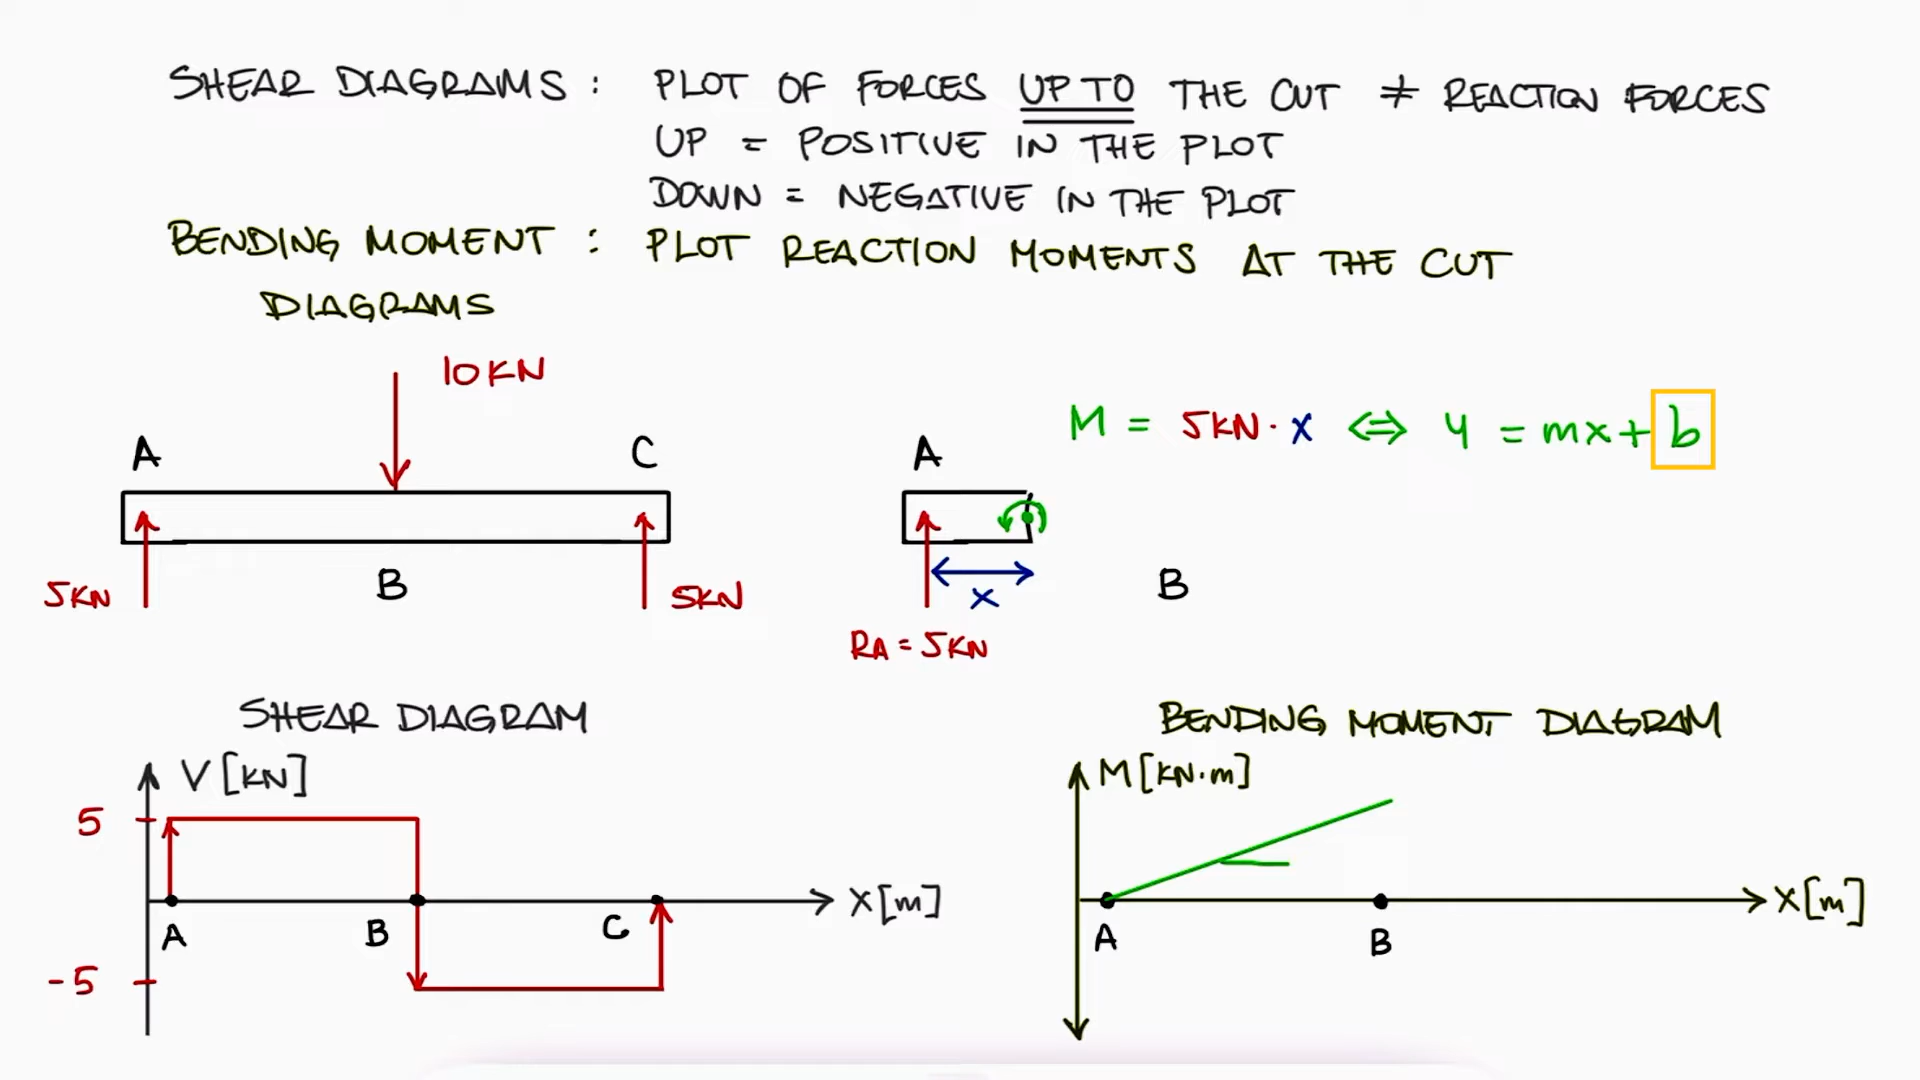 SHEAR DIAGRAMS : PLOT OF FORCES UP TO THE CUT ≠ REACTION FORCES
UP = POSITIVE IN THE PLOT
DOWN = NEGATIVE IN THE PLOT
BENDING MOMENT : PLOT REACTION MOMENTS AT THE CUT
DIAGRAMS
10KN
A
C
5KN
B
5KN
M = 5KN · x ⇔ y = mx + b
A
x
B
RA = 5KN
SHEAR DIAGRAM
V [KN]
5
-5
A
B
C
X [m]
BENDING MOMENT DIAGRAM
M [KN·m]
A
B
X [m]